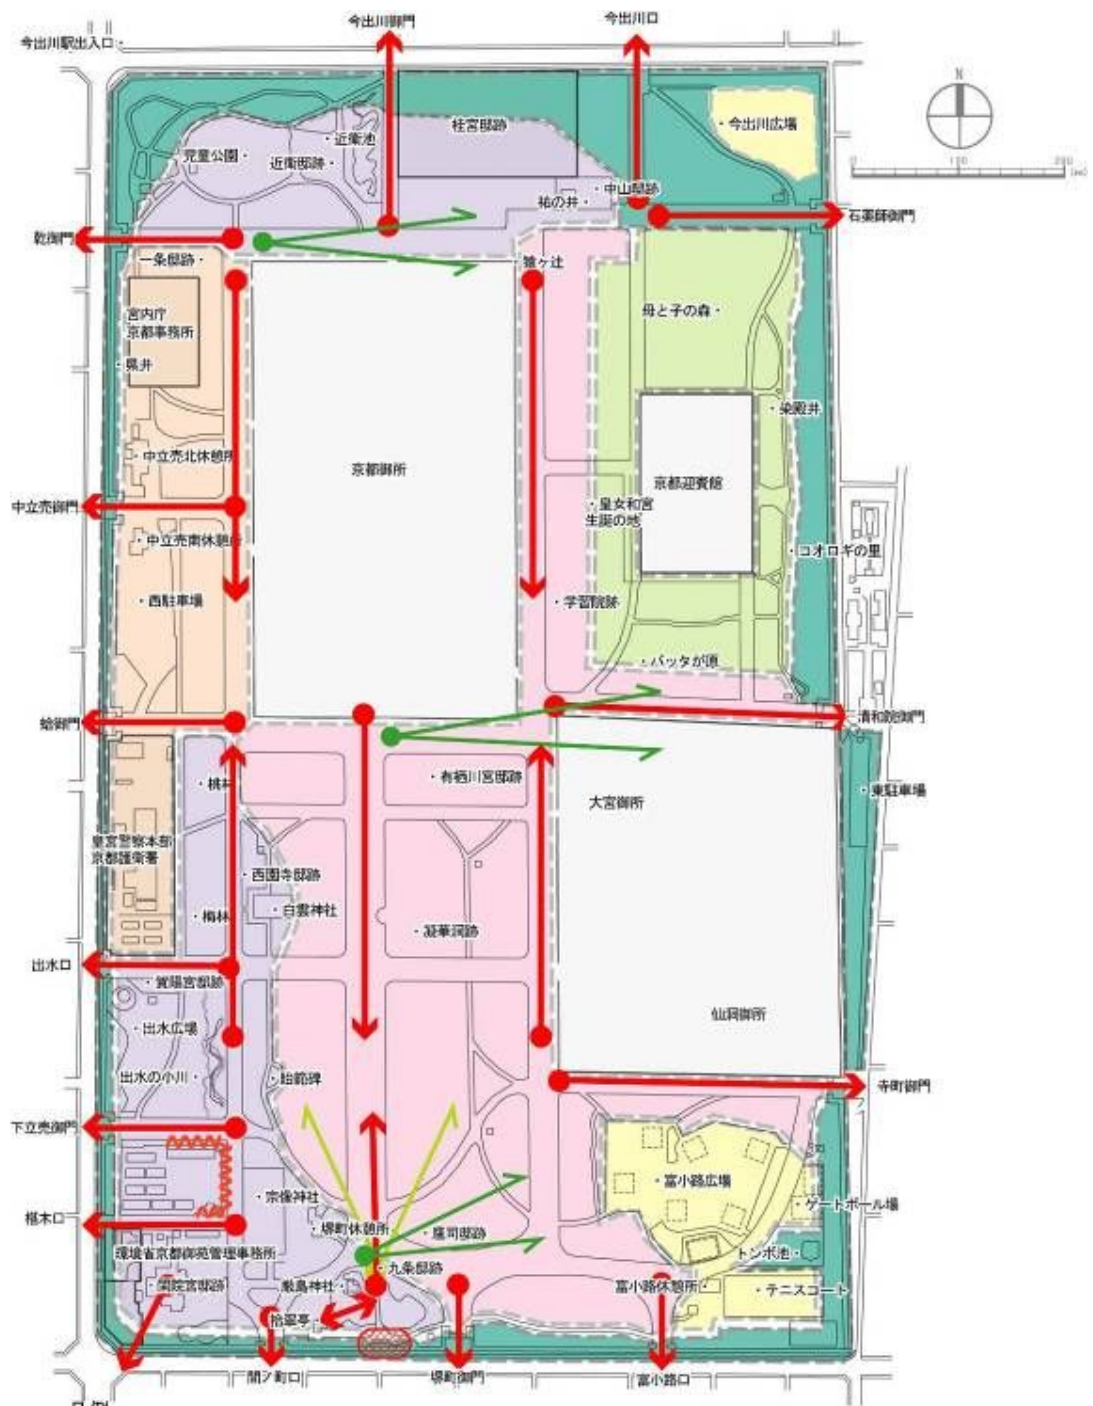 今出川御門
今出川口
今出川駅出入口・
N
0
100
200
(m)
・今出川広場
桂宮邸跡
・近衛池
児童公園・
近衛邸跡・
・中山邸跡
祐の井・
石薬師御門
乾御門
一条邸跡・
・猿ヶ辻
宮内庁
京都事務所
母と子の森・
・県井
・染殿井
・中立売北休憩所
京都御所
京都迎賓館
中立売御門
・皇女和宮
生誕の地
・中立売南休憩所
・コオロギの里
・西駐車場
・学習院跡
・バッタが原
蛤御門
清和院御門
・桃林
・有栖川宮邸跡
大宮御所
・東駐車場
皇宮警察本部
京都護衛署
・西園寺邸跡
・梅林
・白雲神社
・凝華洞跡
出水口
・賀陽宮邸跡
仙洞御所
・出水広場
出水の小川・
・貽範碑
寺町御門
下立売御門
・富小路広場
・宗像神社
・ゲートボール場
椹木口
・堺町休憩所
・鷹司邸跡
環境省京都御苑管理事務所
トンボ池・
・九条邸跡
・閑院宮邸跡
厳島神社・
富小路休憩所・
・テニスコート
拾翠亭・
間ノ町口
堺町御門
富小路口